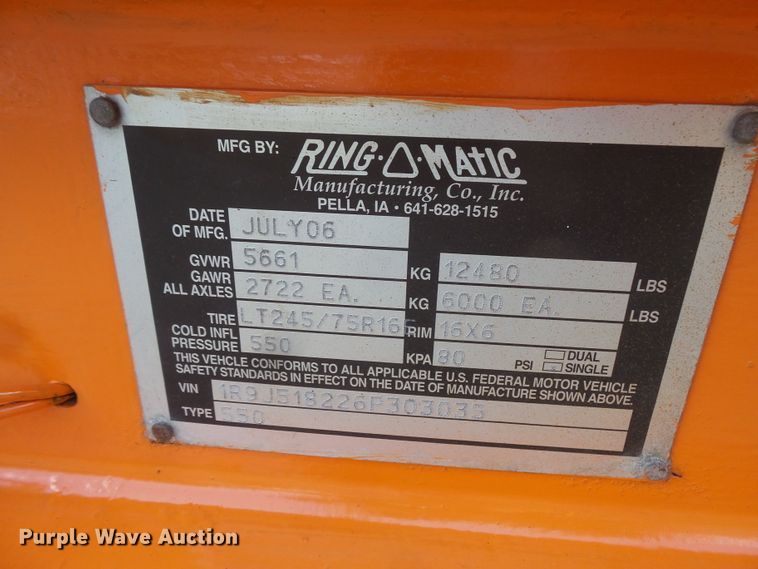 MFG BY: RING·O·MATIC
Manufacturing, Co., Inc.
PELLA, IA • 641-628-1515
DATE OF MFG. JULY06
GVWR 5661 KG 12480 LBS
GAWR ALL AXLES 2722 EA. KG 6000 EA. LBS
TIRE LT245/75R16E RIM 16X6
COLD INFL PRESSURE 550 KPA 80 PSI DUAL SINGLE
THIS VEHICLE CONFORMS TO ALL APPLICABLE U.S. FEDERAL MOTOR VEHICLE
SAFETY STANDARDS IN EFFECT ON THE DATE OF MANUFACTURE SHOWN ABOVE.
VIN 1R9J518226P303033
TYPE 550
Purple Wave Auction